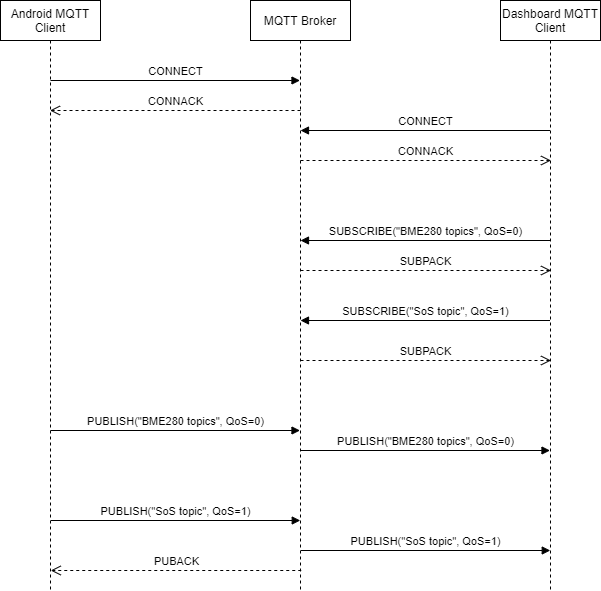 Android MQTT
Client
MQTT Broker
Dashboard MQTT
Client
CONNECT
CONNACK
CONNECT
CONNACK
SUBSCRIBE("BME280 topics", QoS=0)
SUBPACK
SUBSCRIBE("SoS topic", QoS=1)
SUBPACK
PUBLISH("BME280 topics", QoS=0)
PUBLISH("BME280 topics", QoS=0)
PUBLISH("SoS topic", QoS=1)
PUBLISH("SoS topic", QoS=1)
PUBACK